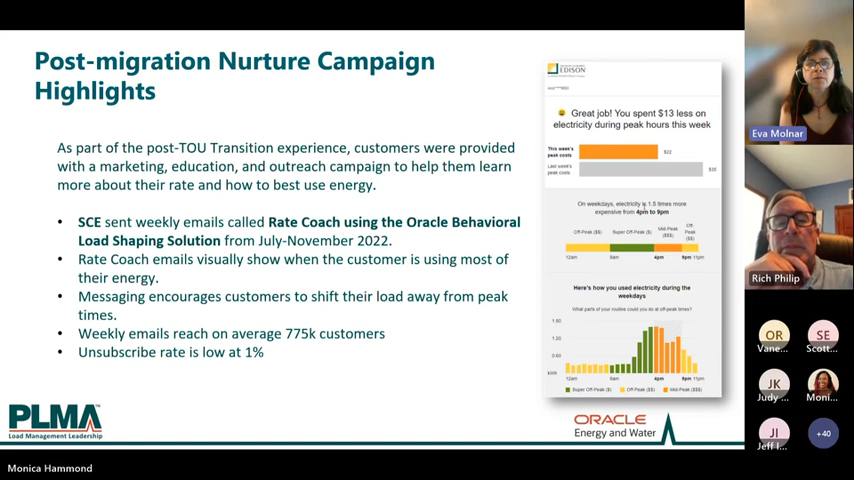 Post-migration Nurture Campaign
Highlights
As part of the post-TOU Transition experience, customers were provided
with a marketing, education, and outreach campaign to help them learn
more about their rate and how to best use energy.
• SCE sent weekly emails called Rate Coach using the Oracle Behavioral
Load Shaping Solution from July-November 2022.
• Rate Coach emails visually show when the customer is using most of
their energy.
• Messaging encourages customers to shift their load away from peak
times.
• Weekly emails reach on average 775k customers
• Unsubscribe rate is low at 1%
EDISON
Great job! You spent $13 less on
electricity during peak hours this week
This week's
peak costs
$22
Last week's
peak costs
$35
On weekdays, electricity is 1.5 times more
expensive from 4pm to 9pm
Off-Peak ($$)
Super Off-Peak ($)
Mid-Peak
($$$)
Off-
Peak
($$)
12am
8am
4pm
9pm 11pm
Here's how you used electricity during the
weekdays
What parts of your routine could you do at off-peak times?
1.80
1.20
0.60
kWh
12am
8am
4pm
9pm 11pm
Super Off-Peak ($)
Off-Peak ($$)
Mid-Peak ($$$)
PLMA
Load Management Leadership
ORACLE
Energy and Water
Monica Hammond
Eva Molnar
Rich Philip
OR
Vane...
SE
Scott...
JK
Judy ...
Moni...
JI
Jeff I...
+40